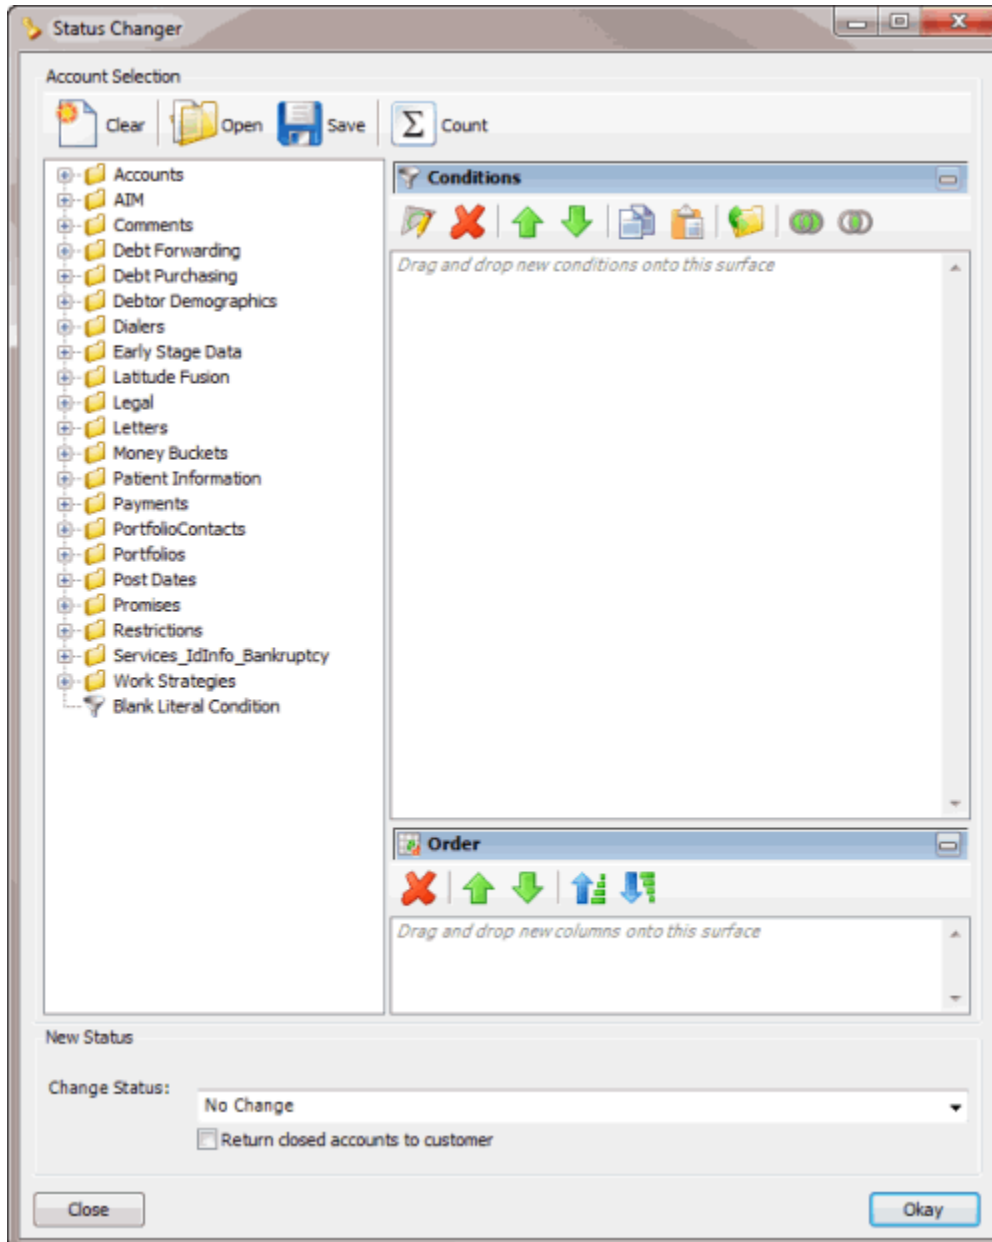 Status Changer
Account Selection
Clear Open Save Σ Count
Accounts
AIM
Comments
Debt Forwarding
Debt Purchasing
Debtor Demographics
Dialers
Early Stage Data
Latitude Fusion
Legal
Letters
Money Buckets
Patient Information
Payments
PortfolioContacts
Portfolios
Post Dates
Promises
Restrictions
Services_IdInfo_Bankruptcy
Work Strategies
Blank Literal Condition
Conditions
Drag and drop new conditions onto this surface
Order
Drag and drop new columns onto this surface
New Status
Change Status:
No Change
Return closed accounts to customer
Close Okay